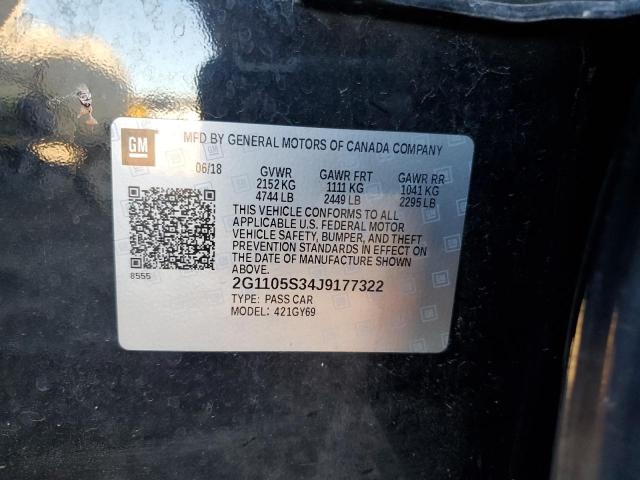 GM
MFD BY GENERAL MOTORS OF CANADA COMPANY
06/18 GVWR GAWR FRT GAWR RR
2152 KG 1111 KG 1041 KG
4744 LB 2449 LB 2295 LB
THIS VEHICLE CONFORMS TO ALL
APPLICABLE U.S. FEDERAL MOTOR
VEHICLE SAFETY, BUMPER, AND THEFT
PREVENTION STANDARDS IN EFFECT ON
THE DATE OF MANUFACTURE SHOWN
ABOVE.
8555
2G1105S34J9177322
TYPE: PASS CAR
MODEL: 421GY69